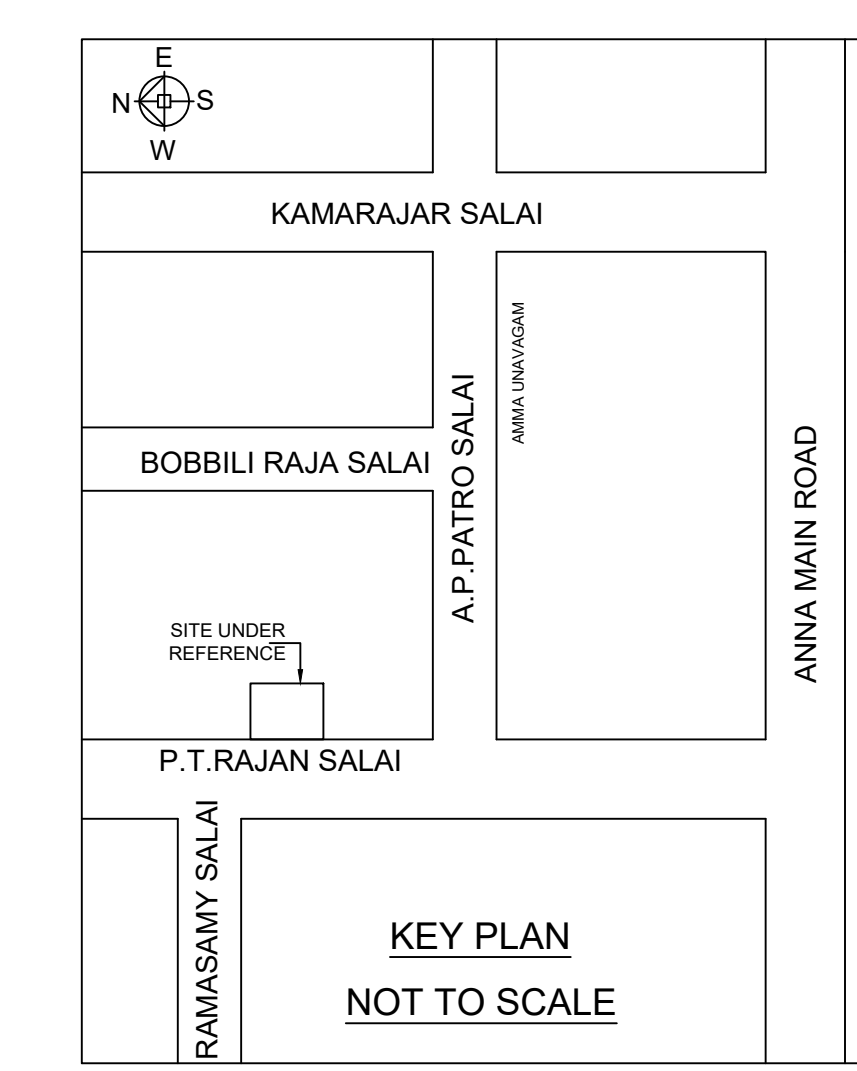 E
N S
W
KAMARAJAR SALAI
AMMA UNAVAGAM
BOBBILI RAJA SALAI
A.P.PATRO SALAI
ANNA MAIN ROAD
SITE UNDER
REFERENCE
P.T.RAJAN SALAI
RAMASAMY SALAI
KEY PLAN
NOT TO SCALE